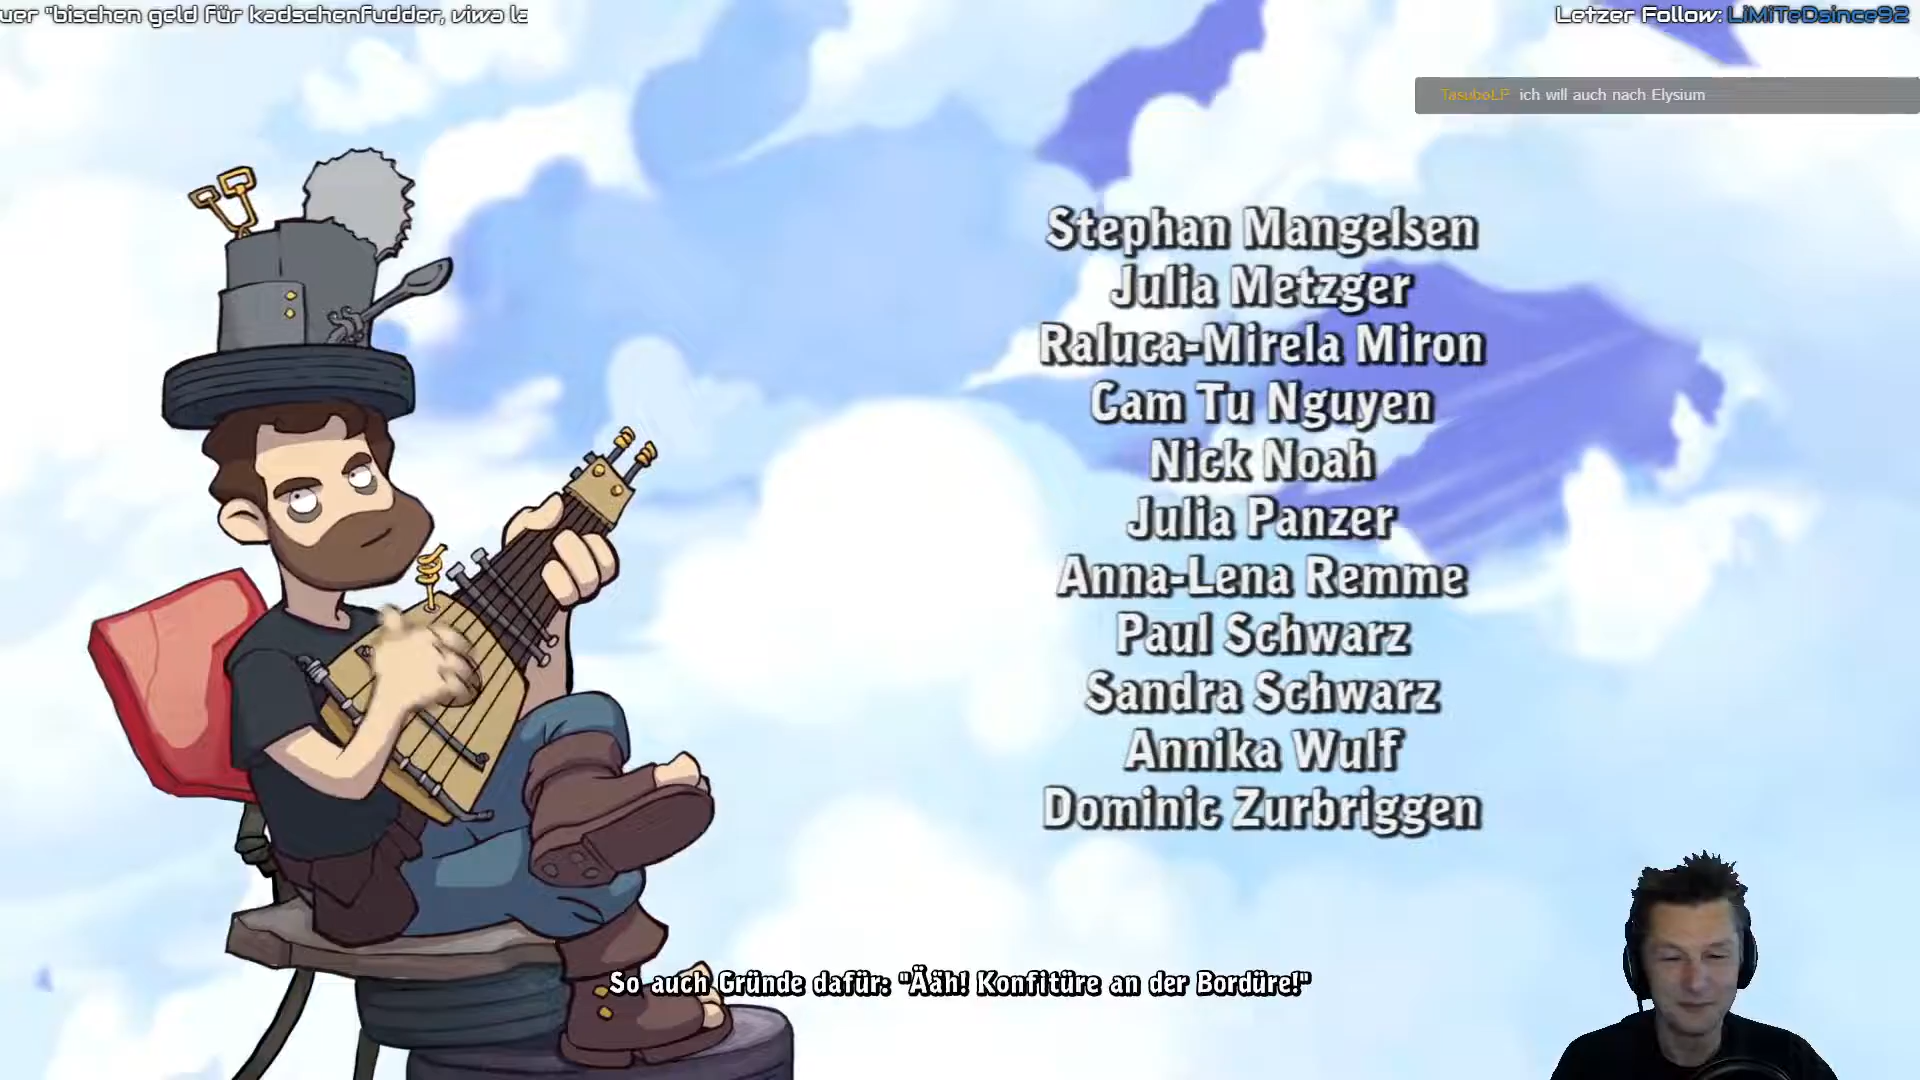 uer "bischen geld für kadschenfudder, viwa la
Letzer Follow: LiMiTeDsince92
TasuboLP ich will auch nach Elysium
Stephan Mangelsen
Julia Metzger
Raluca-Mirela Miron
Cam Tu Nguyen
Nick Noah
Julia Panzer
Anna-Lena Remme
Paul Schwarz
Sandra Schwarz
Annika Wulf
Dominic Zurbriggen
So auch Gründe dafür: "Ääh! Konfitüre an der Bordüre!"